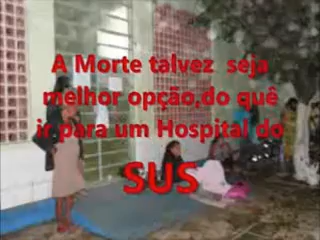 A Morte talvez seja
melhor opção,do quê
ir para um Hospital do
SUS